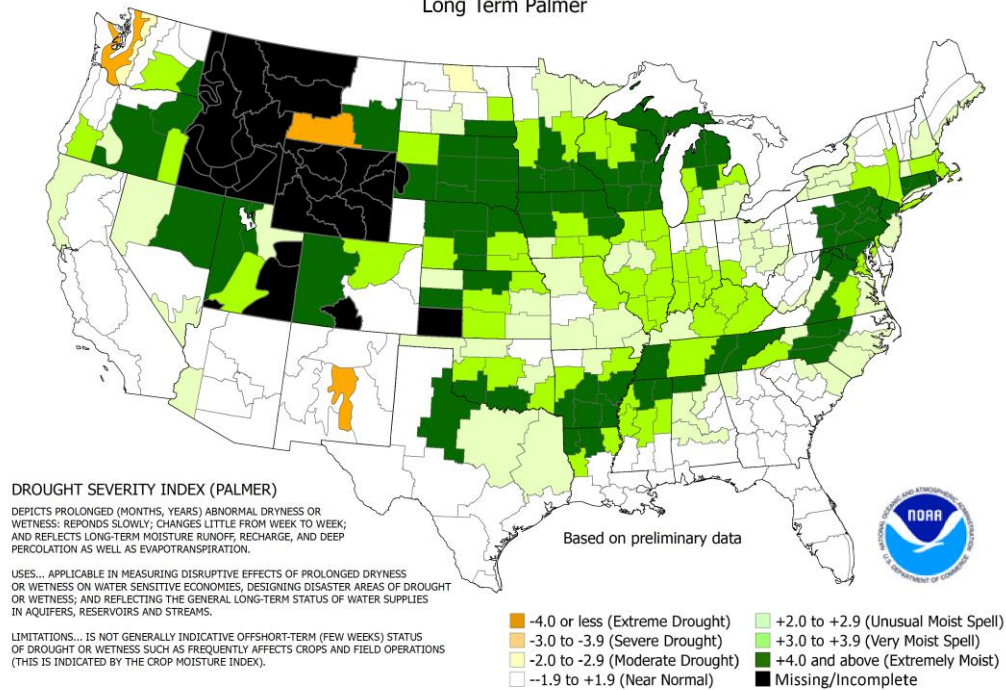 Long Term Palmer
DROUGHT SEVERITY INDEX (PALMER)
DEPICTS PROLONGED (MONTHS, YEARS) ABNORMAL DRYNESS OR
WETNESS: REPONDS SLOWLY; CHANGES LITTLE FROM WEEK TO WEEK;
AND REFLECTS LONG-TERM MOISTURE RUNOFF, RECHARGE, AND DEEP
PERCOLATION AS WELL AS EVAPOTRANSPIRATION.
USES... APPLICABLE IN MEASURING DISRUPTIVE EFFECTS OF PROLONGED DRYNESS
OR WETNESS ON WATER SENSITIVE ECONOMIES, DESIGNING DISASTER AREAS OF DROUGHT
OR WETNESS; AND REFLECTING THE GENERAL LONG-TERM STATUS OF WATER SUPPLIES
IN AQUIFERS, RESERVOIRS AND STREAMS.
LIMITATIONS... IS NOT GENERALLY INDICATIVE OFFSHORT-TERM (FEW WEEKS) STATUS
OF DROUGHT OR WETNESS SUCH AS FREQUENTLY AFFECTS CROPS AND FIELD OPERATIONS
(THIS IS INDICATED BY THE CROP MOISTURE INDEX).
Based on preliminary data
NATIONAL OCEANIC AND ATMOSPHERIC ADMINISTRATION
NOAA
U.S. DEPARTMENT OF COMMERCE
-4.0 or less (Extreme Drought)
-3.0 to -3.9 (Severe Drought)
-2.0 to -2.9 (Moderate Drought)
--1.9 to +1.9 (Near Normal)
+2.0 to +2.9 (Unusual Moist Spell)
+3.0 to +3.9 (Very Moist Spell)
+4.0 and above (Extremely Moist)
Missing/Incomplete